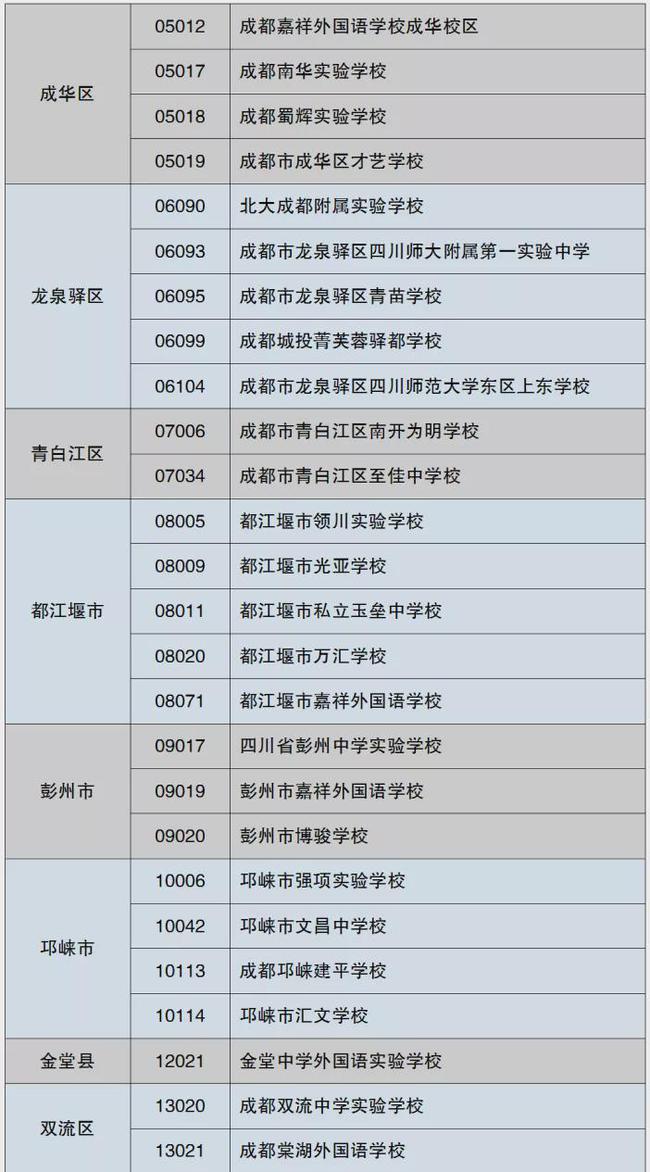 成华区
05012 成都嘉祥外国语学校成华校区
05017 成都南华实验学校
05018 成都蜀辉实验学校
05019 成都市成华区才艺学校
龙泉驿区
06090 北大成都附属实验学校
06093 成都市龙泉驿区四川师大附属第一实验中学
06095 成都市龙泉驿区青苗学校
06099 成都城投菁芙蓉驿都学校
06104 成都市龙泉驿区四川师范大学东区上东学校
青白江区
07006 成都市青白江区南开为明学校
07034 成都市青白江区至佳中学校
都江堰市
08005 都江堰市领川实验学校
08009 都江堰市光亚学校
08011 都江堰市私立玉垒中学校
08020 都江堰市万汇学校
08071 都江堰市嘉祥外国语学校
彭州市
09017 四川省彭州中学实验学校
09019 彭州市嘉祥外国语学校
09020 彭州市博骏学校
邛崃市
10006 邛崃市强项实验学校
10042 邛崃市文昌中学校
10113 成都邛崃建平学校
10114 邛崃市汇文学校
金堂县
12021 金堂中学外国语实验学校
双流区
13020 成都双流中学实验学校
13021 成都棠湖外国语学校